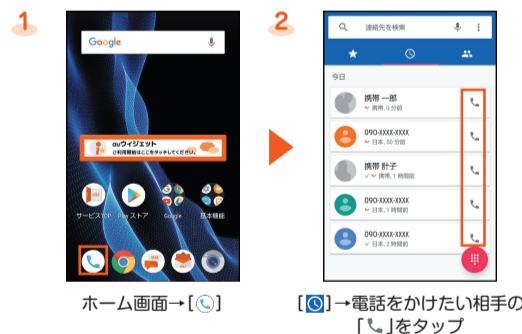 1
Google
auウィジェット
ご利用開始はここをタッチしてください。
サービスTOP
Play ストア
Google
基本機能
ホーム画面→[]
2
連絡先を検索
今日
携帯 一郎
携帯, 0 分前
090-XXXX-XXXX
日本, 60 分前
携帯 計子
携帯, 1 時間前
090-XXXX-XXXX
日本, 1 時間前
090-XXXX-XXXX
日本, 2 時間前
[]→電話をかけたい相手の
「」をタップ